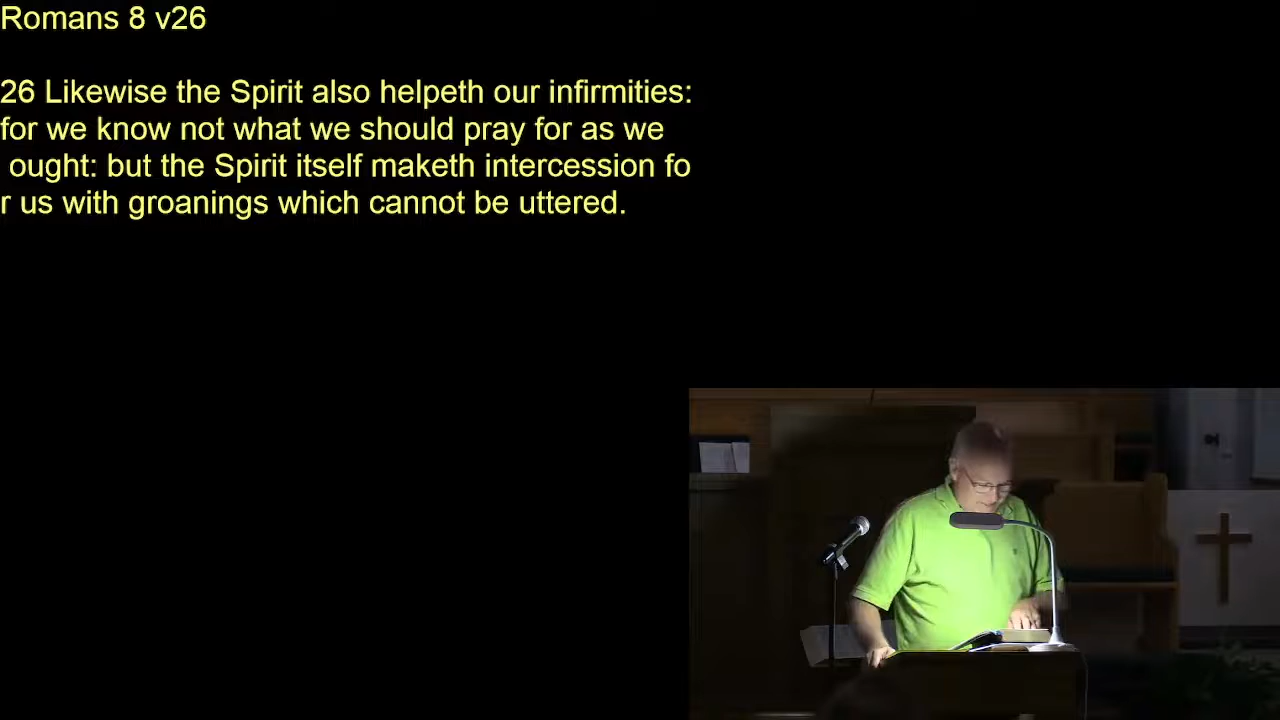 Romans 8 v26
26 Likewise the Spirit also helpeth our infirmities:
for we know not what we should pray for as we
ought: but the Spirit itself maketh intercession fo
r us with groanings which cannot be uttered.